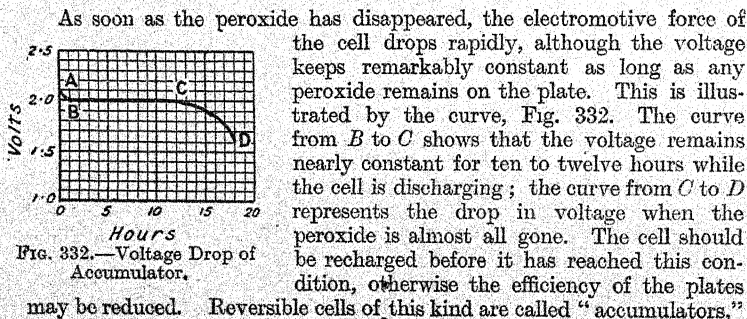 As soon as the peroxide has disappeared, the electromotive force of
the cell drops rapidly, although the voltage
keeps remarkably constant as long as any
peroxide remains on the plate. This is illus-
trated by the curve, Fig. 332. The curve
from B to C shows that the voltage remains
nearly constant for ten to twelve hours while
the cell is discharging ; the curve from C to D
represents the drop in voltage when the
peroxide is almost all gone. The cell should
be recharged before it has reached this con-
dition, otherwise the efficiency of the plates
may be reduced. Reversible cells of this kind are called “ accumulators.”
2·5
2·0
1·5
1·0
Volts
A
B
C
D
0 5 10 15 20
Hours
FIG. 332.—Voltage Drop of
Accumulator.